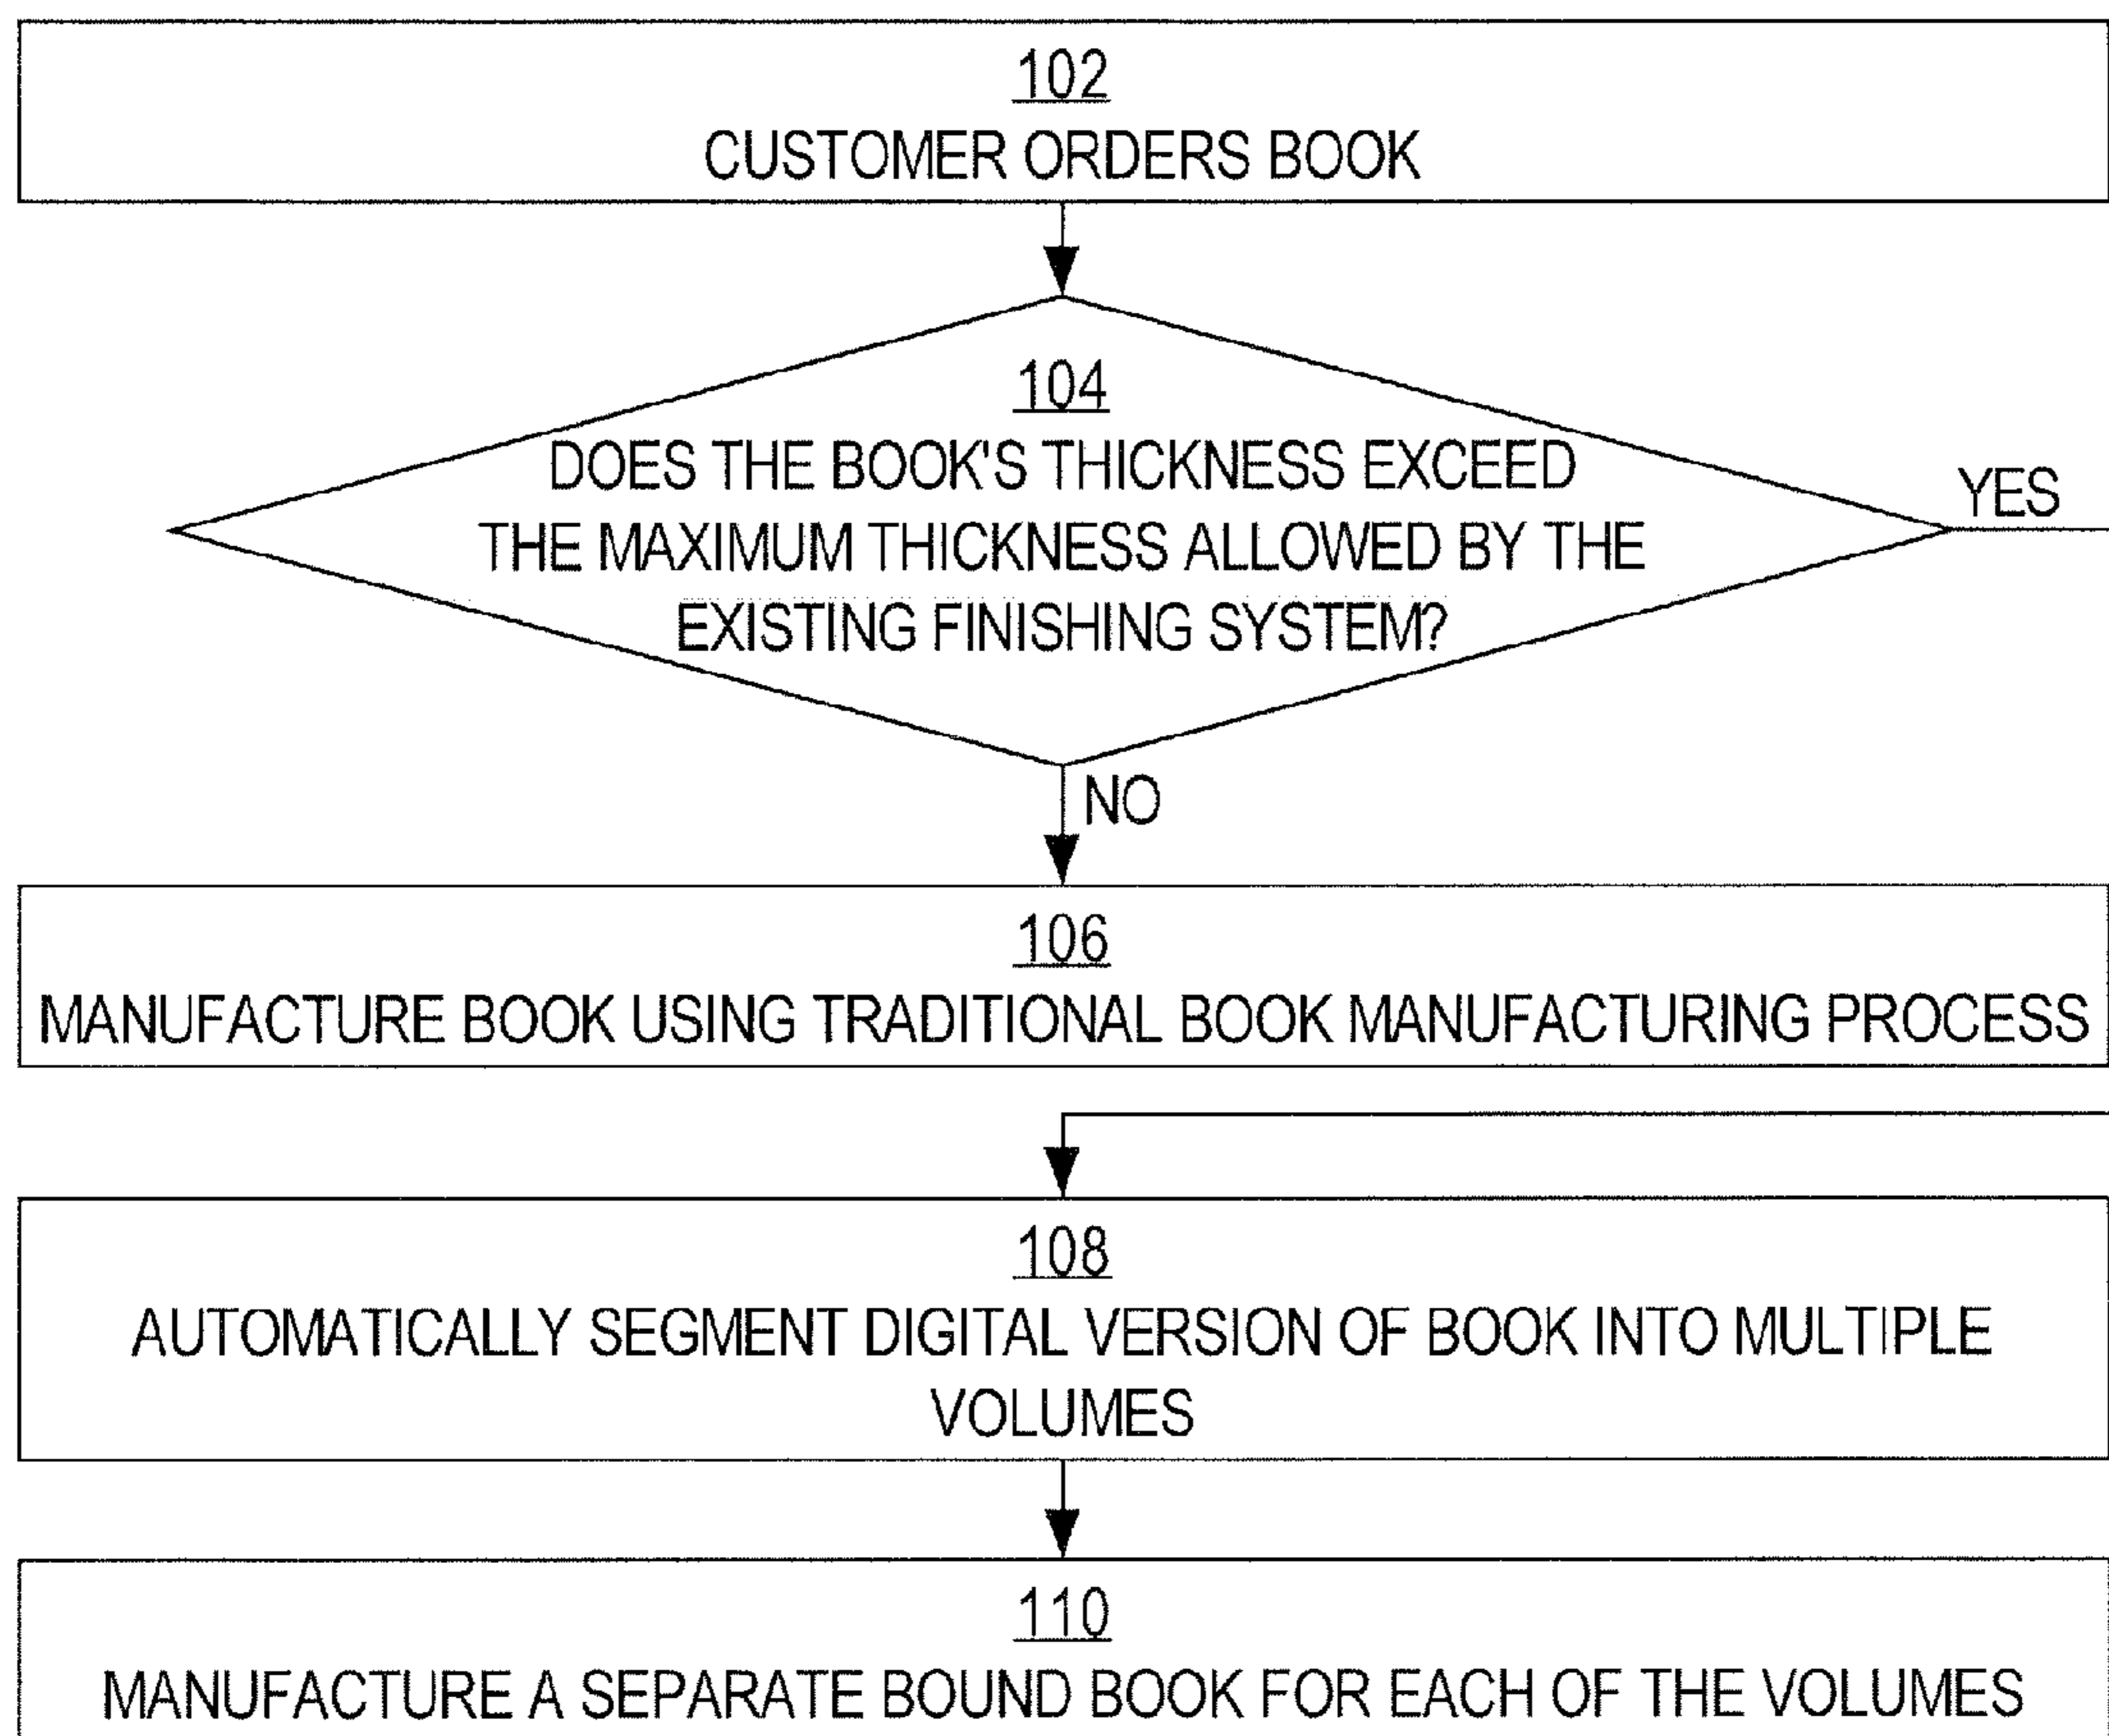 102
CUSTOMER ORDERS BOOK
104
DOES THE BOOK'S THICKNESS EXCEED
THE MAXIMUM THICKNESS ALLOWED BY THE
EXISTING FINISHING SYSTEM?
YES
NO
106
MANUFACTURE BOOK USING TRADITIONAL BOOK MANUFACTURING PROCESS
108
AUTOMATICALLY SEGMENT DIGITAL VERSION OF BOOK INTO MULTIPLE
VOLUMES
110
MANUFACTURE A SEPARATE BOUND BOOK FOR EACH OF THE VOLUMES